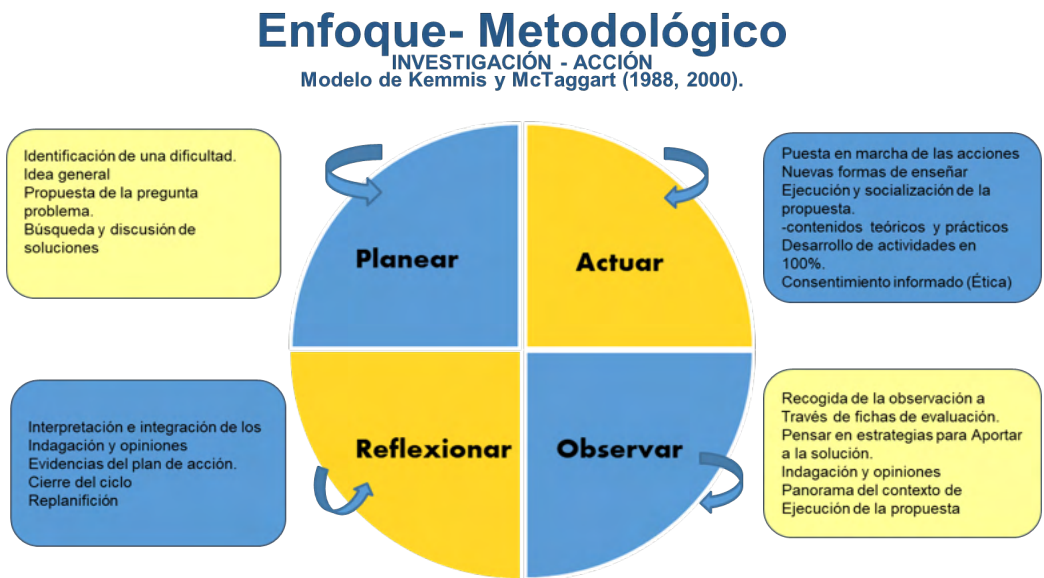 Enfoque- Metodológico
INVESTIGACIÓN - ACCIÓN
Modelo de Kemmis y McTaggart (1988, 2000).
Identificación de una dificultad.
Idea general
Propuesta de la pregunta
problema.
Búsqueda y discusión de
soluciones
Planear
Actuar
Puesta en marcha de las acciones
Nuevas formas de enseñar
Ejecución y socialización de la
propuesta.
-contenidos teóricos y prácticos
Desarrollo de actividades en
100%.
Consentimiento informado (Ética)
Interpretación e integración de los
Indagación y opiniones
Evidencias del plan de acción.
Cierre del ciclo
Replanifición
Reflexionar
Observar
Recogida de la observación a
Través de fichas de evaluación.
Pensar en estrategias para Aportar
a la solución.
Indagación y opiniones
Panorama del contexto de
Ejecución de la propuesta